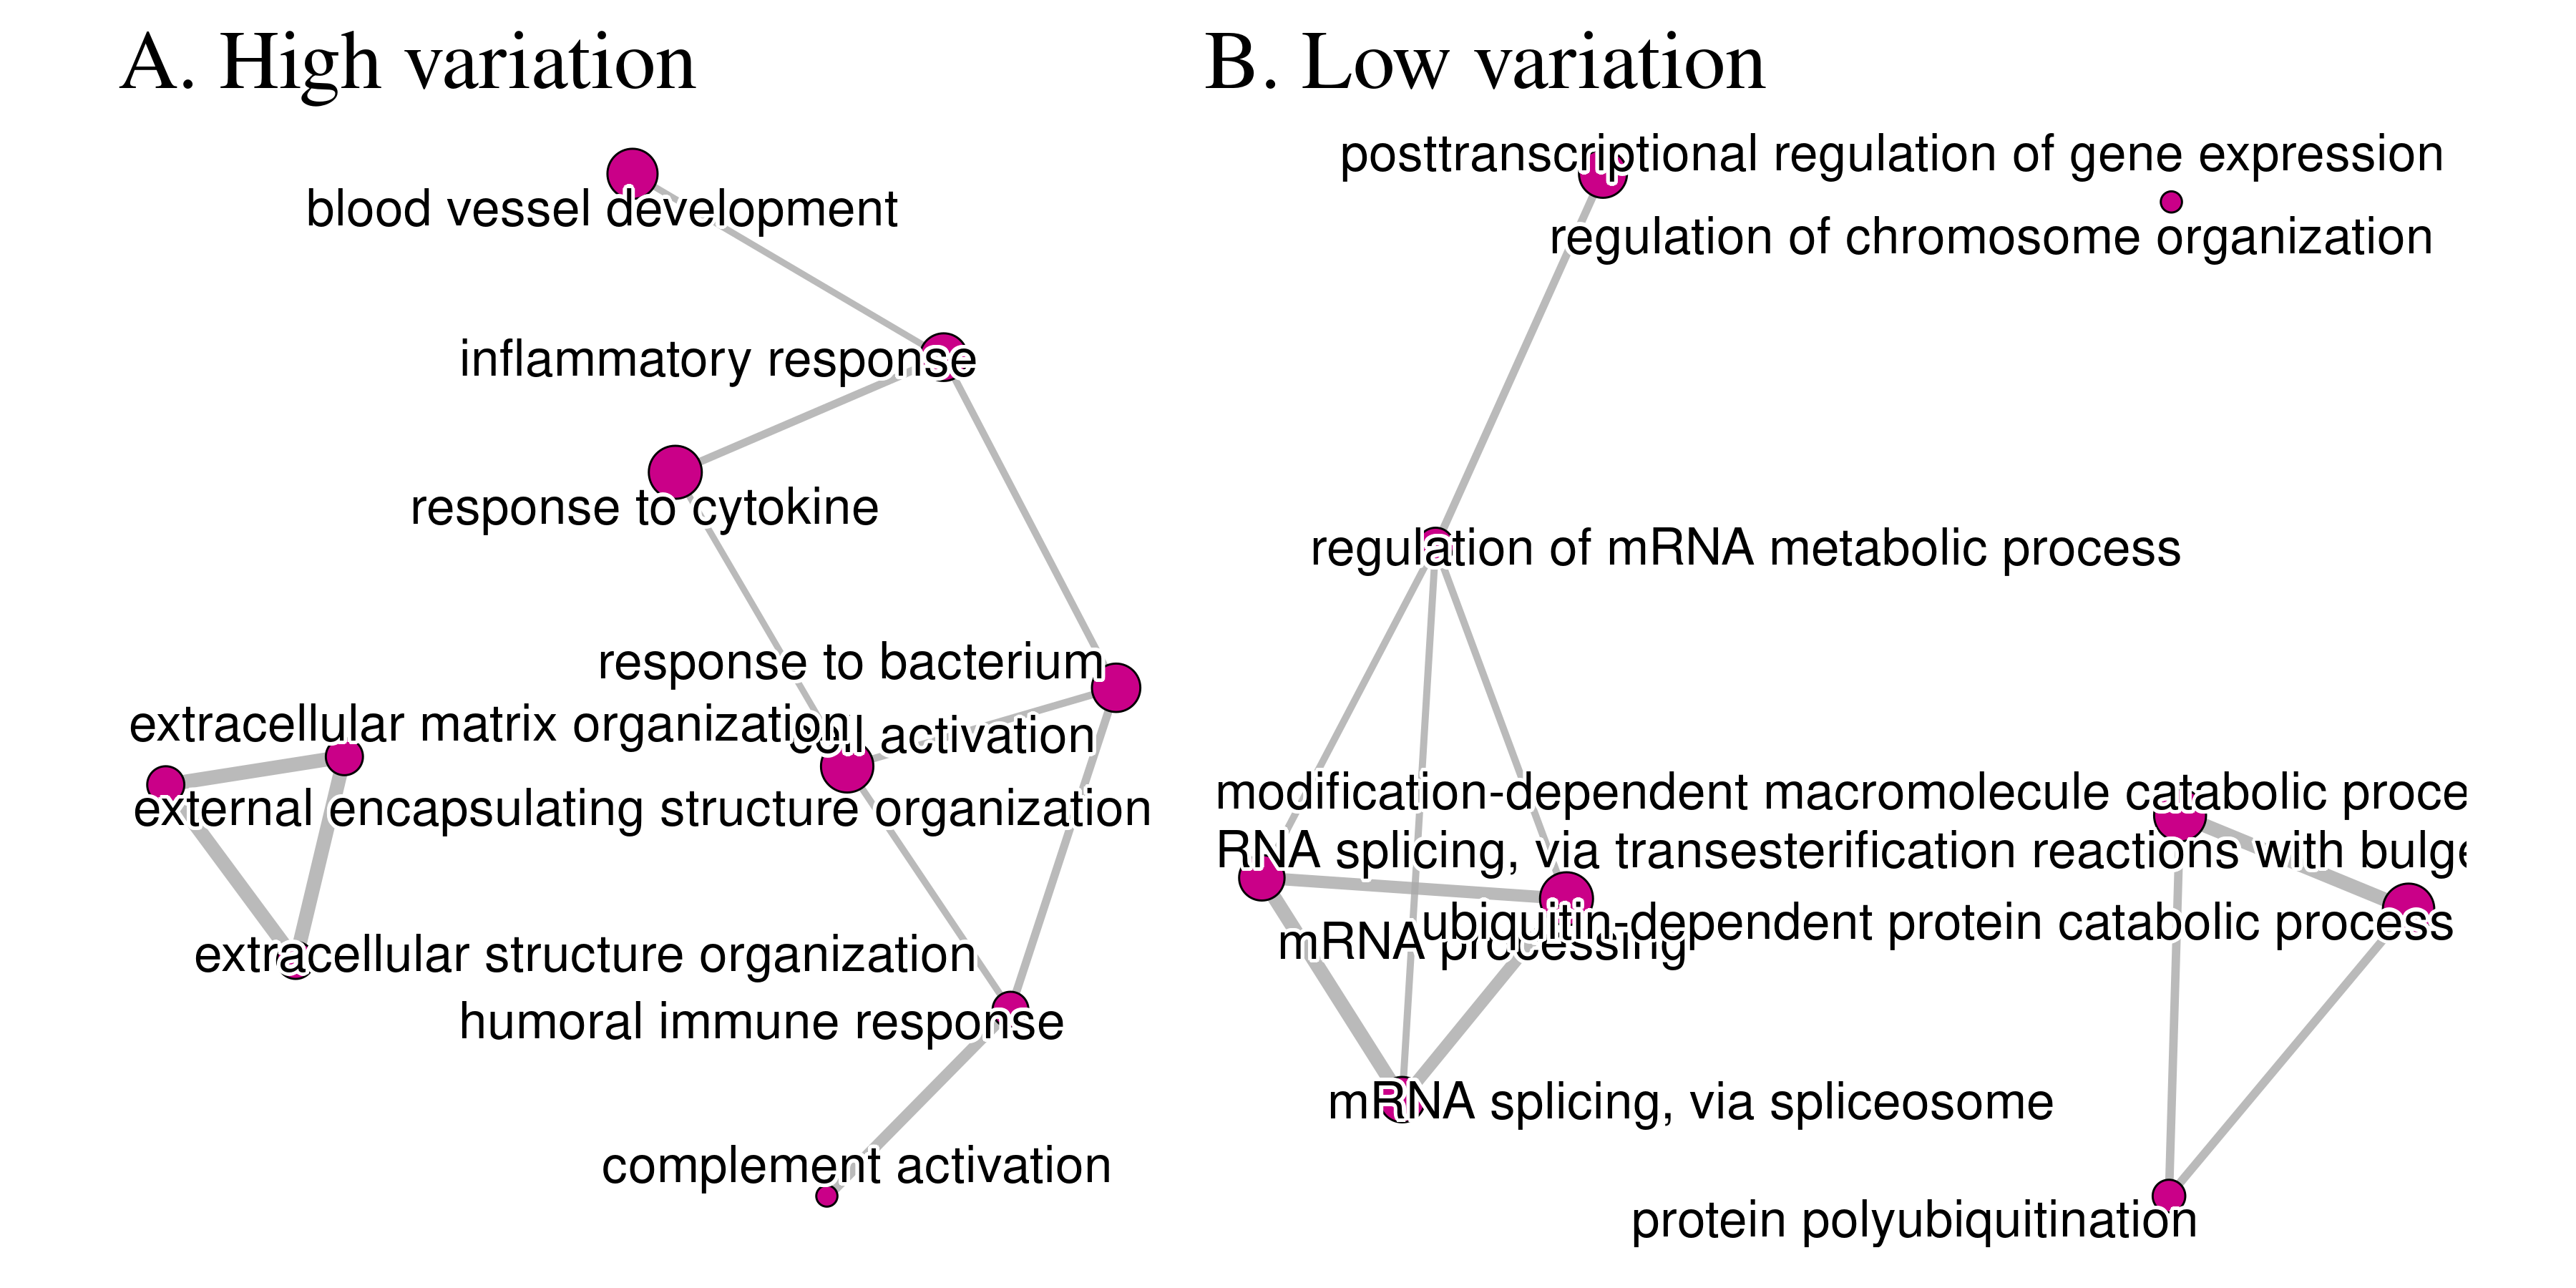 A. High variation
blood vessel development
inflammatory response
response to cytokine
response to bacterium
extracellular matrix organization
cell activation
external encapsulating structure organization
extracellular structure organization
humoral immune response
complement activation
B. Low variation
posttranscriptional regulation of gene expression
regulation of chromosome organization
regulation of mRNA metabolic process
modification-dependent macromolecule catabolic proce
RNA splicing, via transesterification reactions with bulge
ubiquitin-dependent protein catabolic process
mRNA processing
mRNA splicing, via spliceosome
protein polyubiquitination